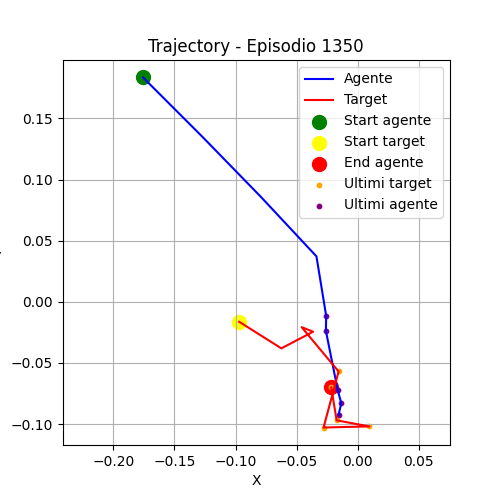 Trajectory - Episodio 1350
Agente
Target
Start agente
Start target
End agente
Ultimi target
Ultimi agente
0.15
0.10
0.05
0.00
−0.05
−0.10
−0.20
−0.15
−0.10
−0.05
0.00
0.05
X